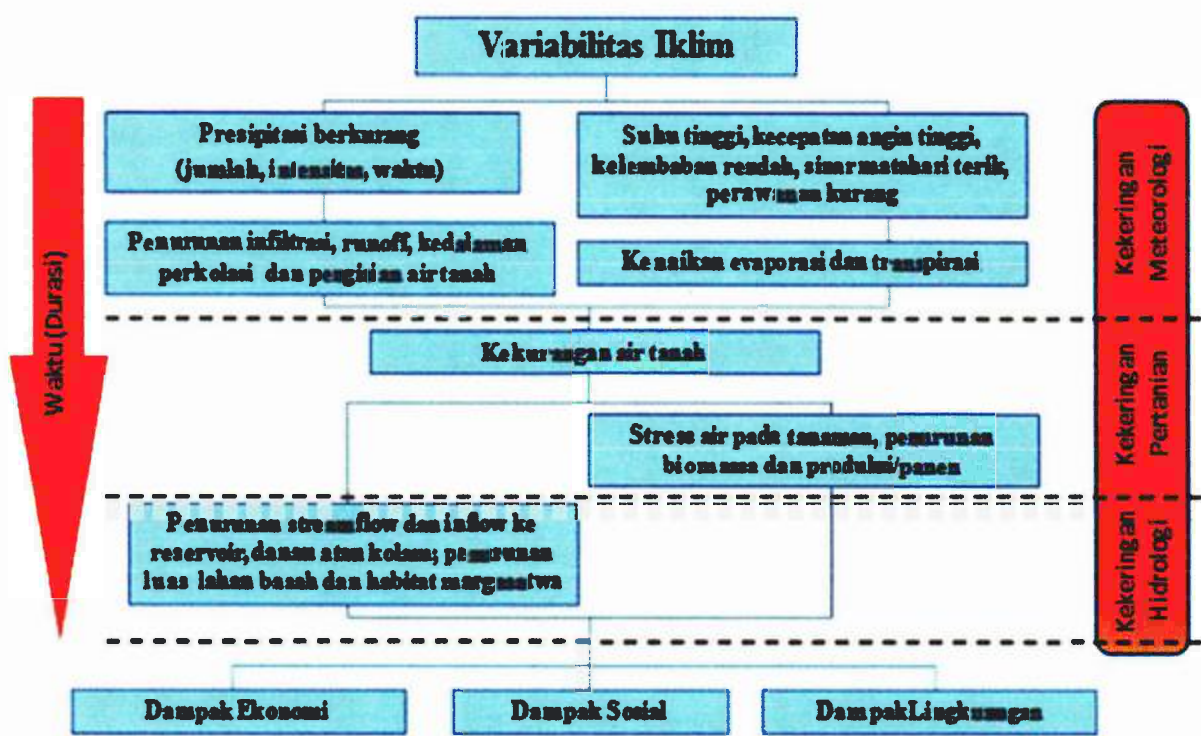 Variabilitas Iklim
Presipitasi berkurang
(jumlah, intensitas, waktu)
Suhu tinggi, kecepatan angin tinggi,
kelembaban rendah, sinar matahari terik,
perawanan kurang
Penurunan infiltrasi, runoff, kedalaman
perkolasi dan pengisian air tanah
Kenaikan evaporasi dan transpirasi
Kekeringan
Meteorologi
Waktu (Durasi)
Kekurangan air tanah
Stress air pada tanaman, penurunan
biomasa dan produksi/panen
Kekeringan
Pertanian
Penurunan streamflow dan inflow ke
reservoir, danau atau kolam; penurunan
luas lahan basah dan habitat margasatwa
Kekeringan
Hidrologi
Dampak Ekonomi
Dampak Sosial
Dampak Lingkungan